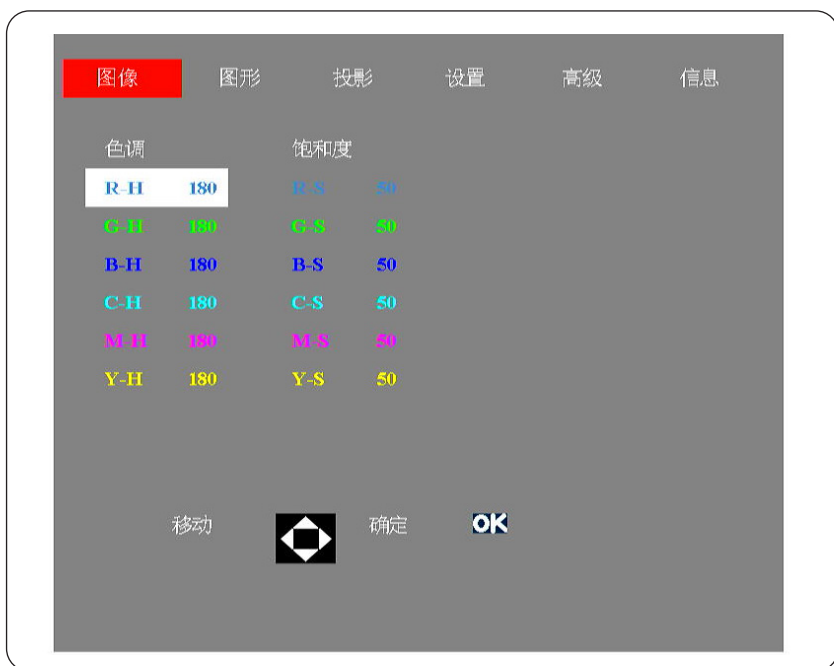 图像 图形 投影 设置 高级 信息
色调 饱和度
R-H 180 R-S 50
G-H 180 G-S 50
B-H 180 B-S 50
C-H 180 C-S 50
M-H 180 M-S 50
Y-H 180 Y-S 50
移动 确定 OK